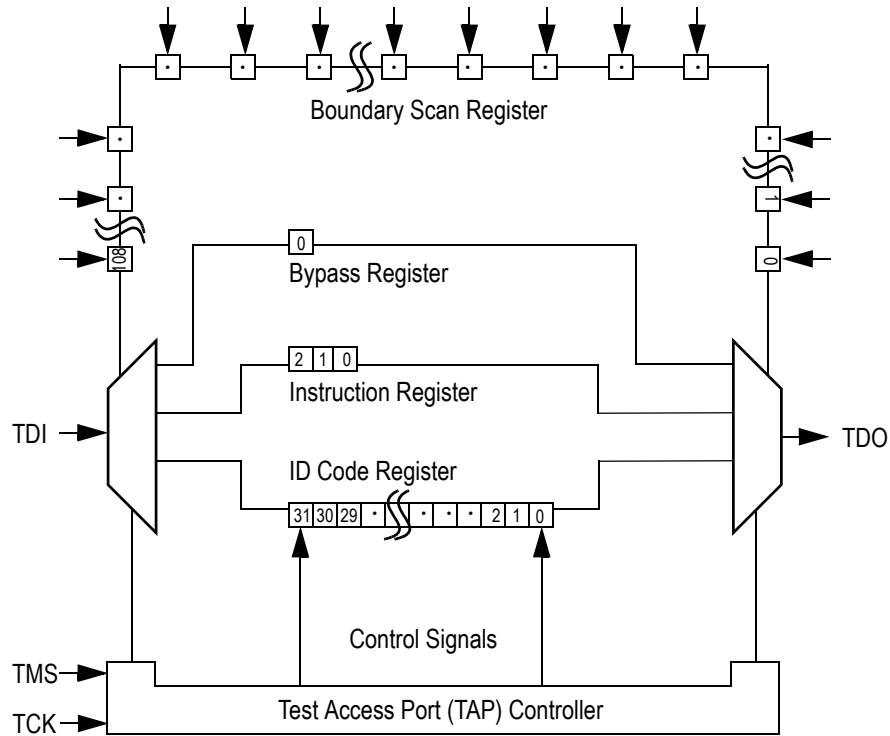 · · · · · · · ·
Boundary Scan Register
· ·
· 1
108 0 0
Bypass Register
2 1 0
Instruction Register
TDI TDO
ID Code Register
31 30 29 · · · · 2 1 0
Control Signals
TMS
Test Access Port (TAP) Controller
TCK